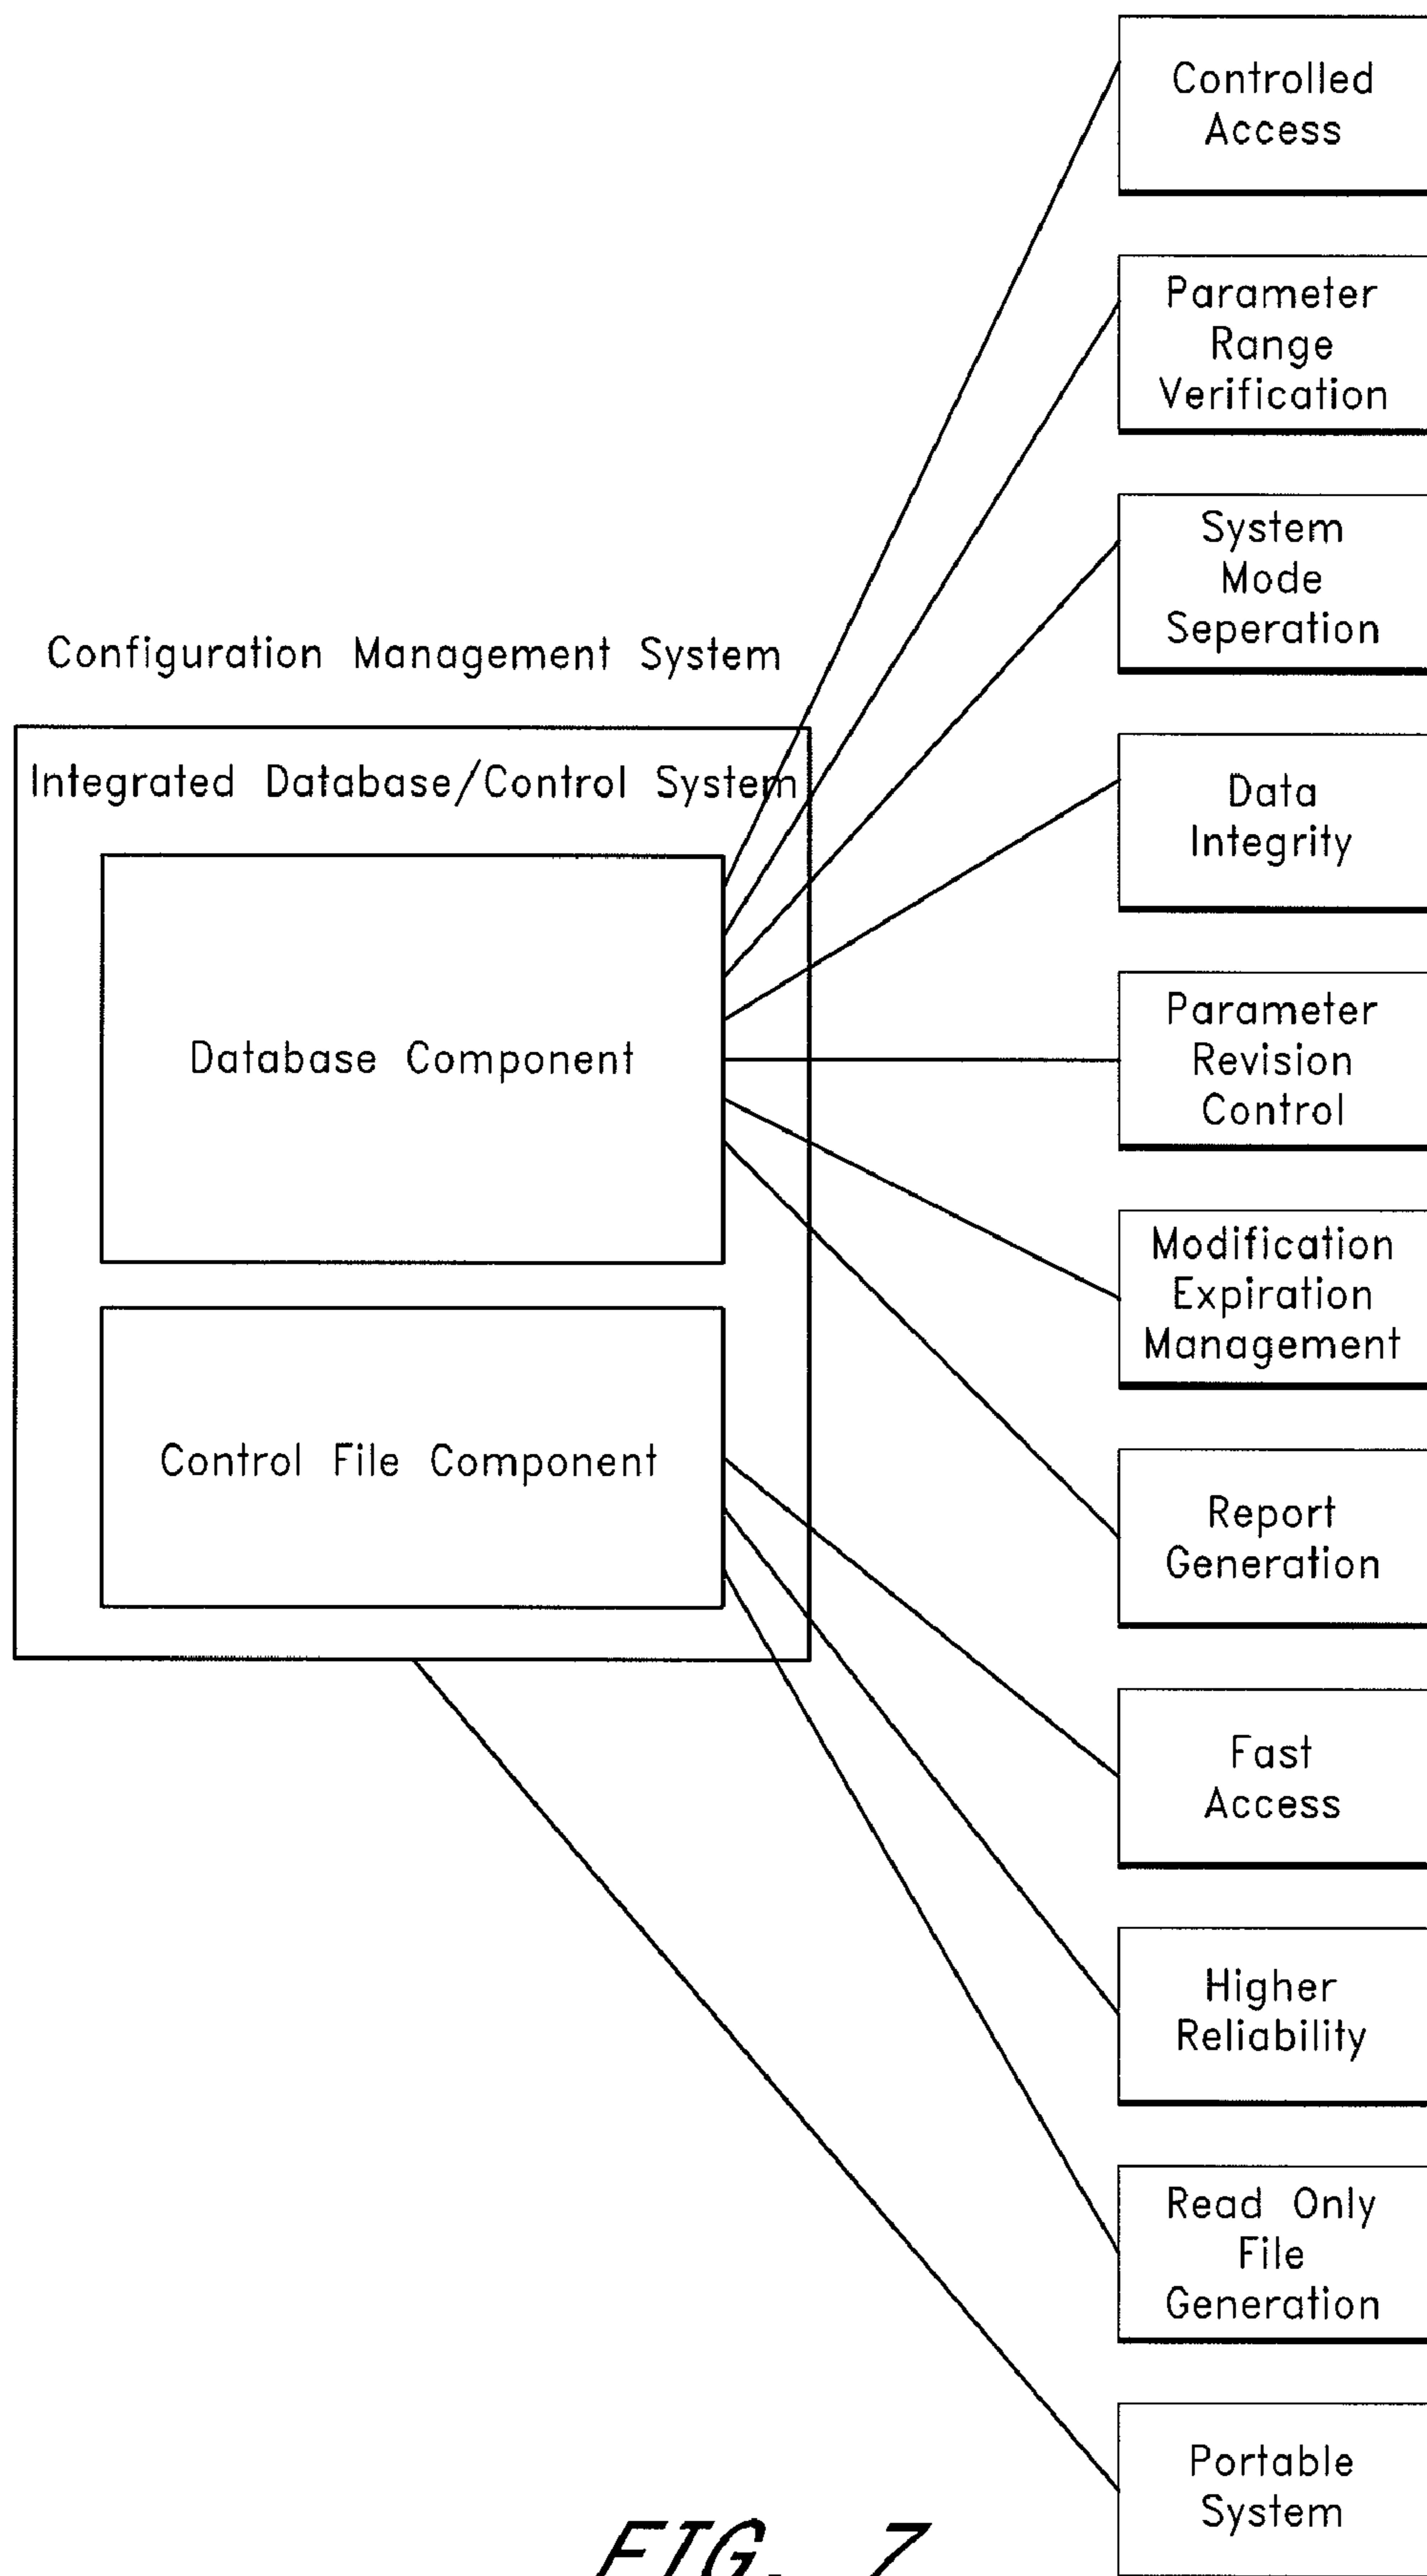 Configuration Management System
Integrated Database/Control System
Database Component
Control File Component
Controlled
Access
Parameter
Range
Verification
System
Mode
Seperation
Data
Integrity
Parameter
Revision
Control
Modification
Expiration
Management
Report
Generation
Fast
Access
Higher
Reliability
Read Only
File
Generation
Portable
System
FIG. 7